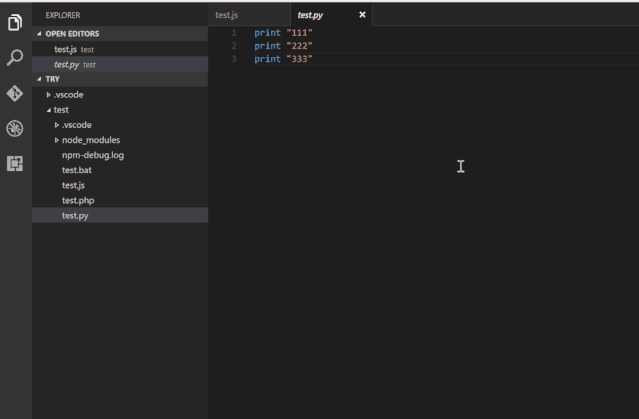 EXPLORER
OPEN EDITORS
test.js test
test.py test
TRY
.vscode
test
.vscode
node_modules
npm-debug.log
test.bat
test.js
test.php
test.py
test.js test.py
1 print "111"
2 print "222"
3 print "333"